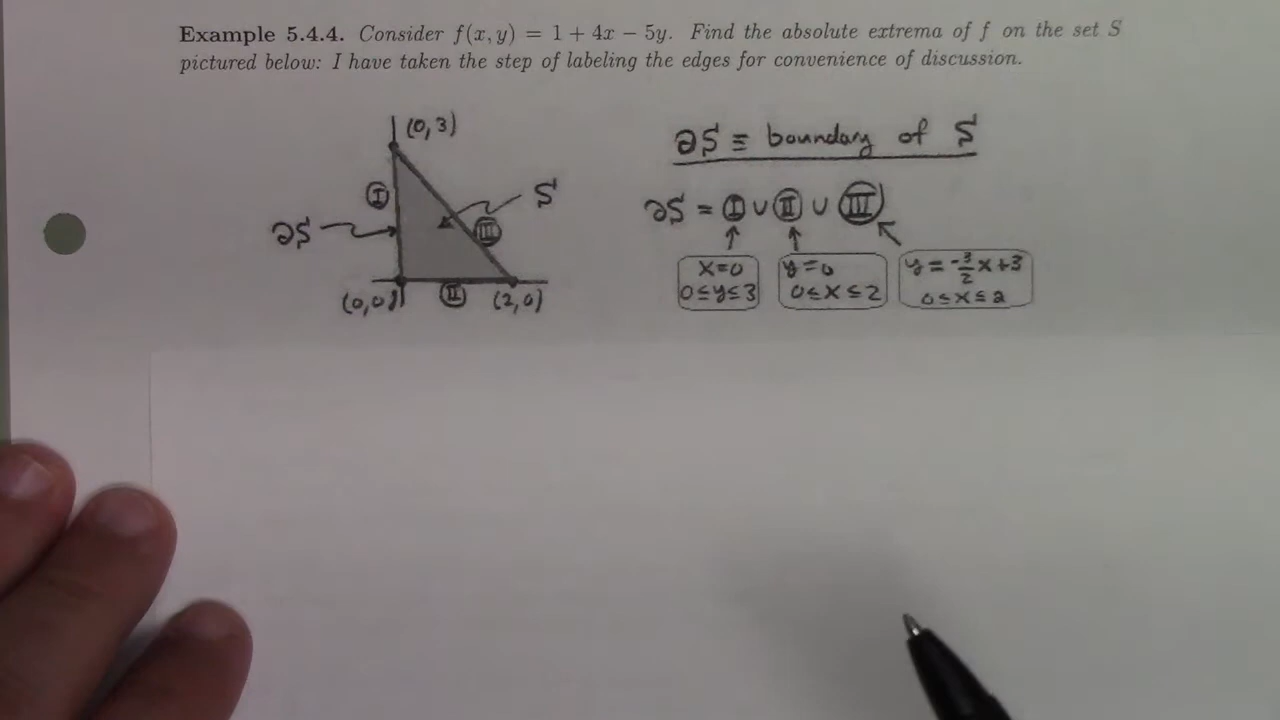 Example 5.4.4. Consider f(x, y) = 1 + 4x − 5y. Find the absolute extrema of f on the set S
pictured below: I have taken the step of labeling the edges for convenience of discussion.
(0,3)
I
S
∂S
III
(0,0)
II
(2,0)
∂S ≡ boundary of S
∂S = I ∪ II ∪ III
x=0
0≤y≤3
y=0
0≤x≤2
y = -3/2 x+3
0≤x≤2